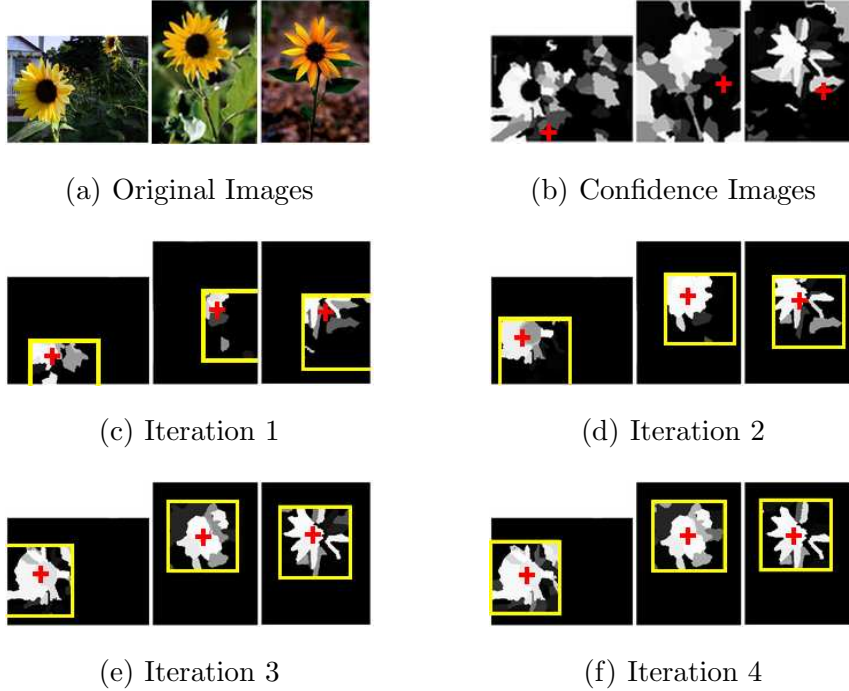 (a) Original Images
(b) Confidence Images
(c) Iteration 1
(d) Iteration 2
(e) Iteration 3
(f) Iteration 4